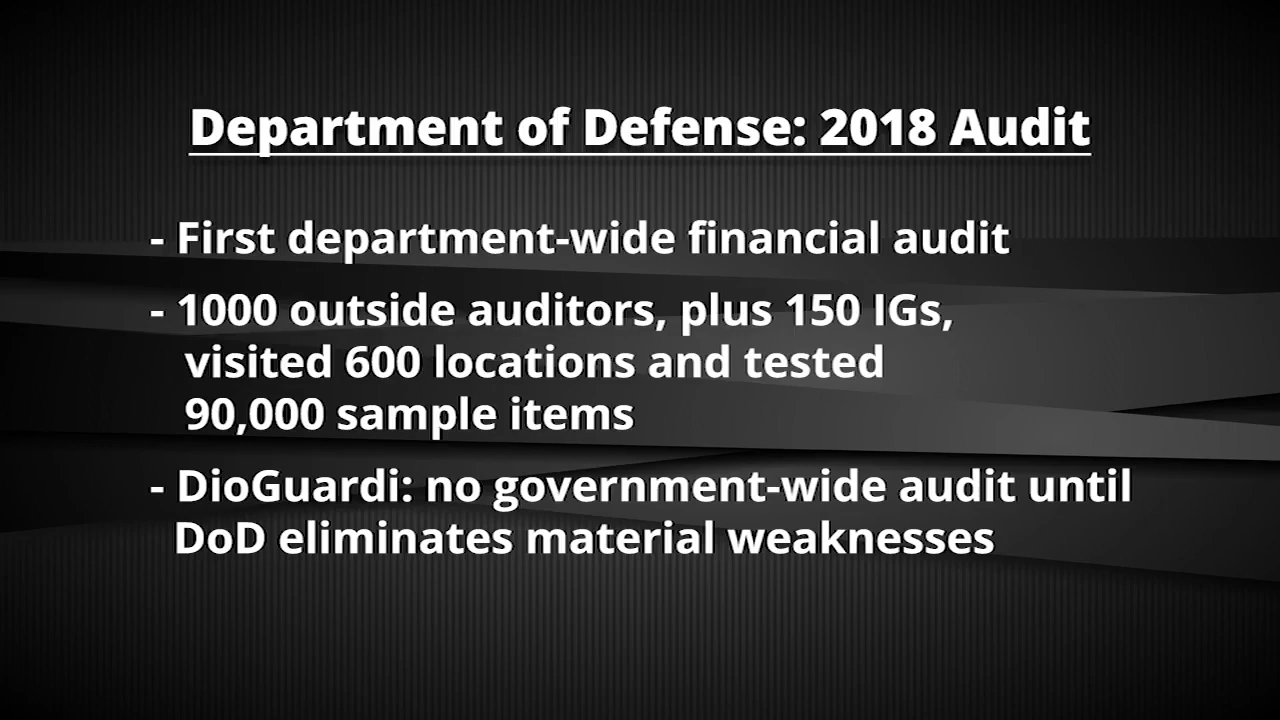 Department of Defense: 2018 Audit
- First department-wide financial audit
- 1000 outside auditors, plus 150 IGs,
visited 600 locations and tested
90,000 sample items
- DioGuardi: no government-wide audit until
DoD eliminates material weaknesses